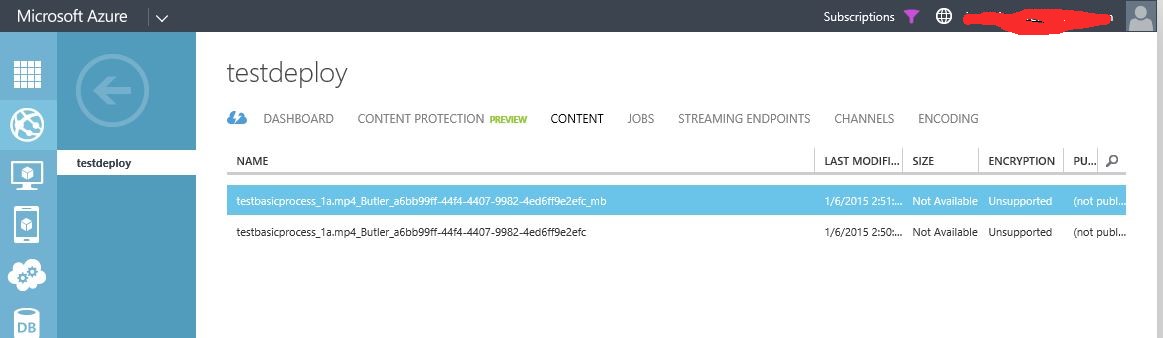 Microsoft Azure Subscriptions
testdeploy
DASHBOARD CONTENT PROTECTION PREVIEW CONTENT JOBS STREAMING ENDPOINTS CHANNELS ENCODING
testdeploy
NAME LAST MODIFI... SIZE ENCRYPTION PU...
testbasicprocess_1a.mp4_Butler_a6bb99ff-44f4-4407-9982-4ed6ff9e2efc_mb 1/6/2015 2:51:... Not Available Unsupported (not publ...
testbasicprocess_1a.mp4_Butler_a6bb99ff-44f4-4407-9982-4ed6ff9e2efc 1/6/2015 2:50:... Not Available Unsupported (not publ...
DB